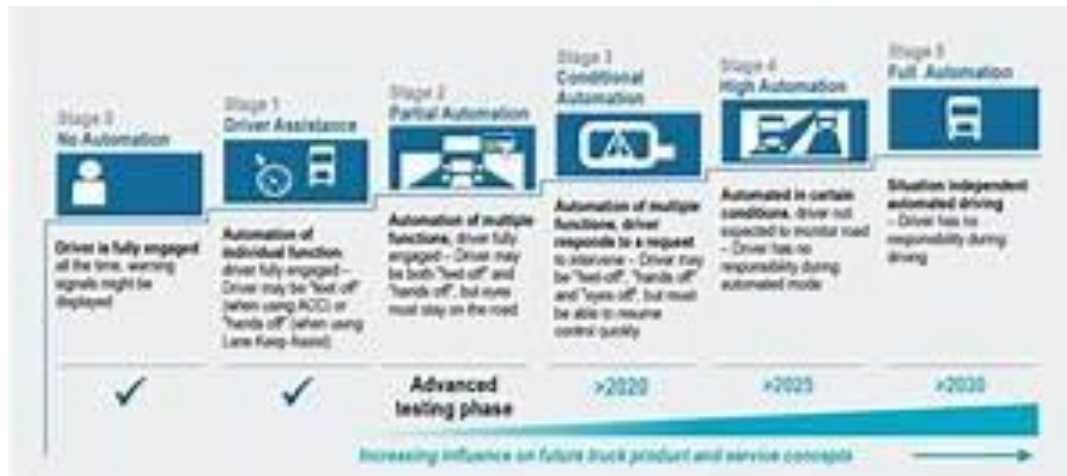 Stage 0
No Automation
Driver is fully engaged
all the time, warning
signals might be
displayed
Stage 1
Driver Assistance
Automation of
individual function
driver fully engaged –
Driver may be "feet off"
(when using ACC) or
"hands off" (when using
Lane Keep Assist)
Stage 2
Partial Automation
Automation of multiple
functions, driver fully
engaged – Driver may
be both "feet off" and
"hands off", but eyes
must stay on the road
Advanced
testing phase
Stage 3
Conditional
Automation
Automation of multiple
functions, driver
responds to a request
to intervene – Driver may
be "feet-off", "hands off"
and "eyes off", but must
be able to resume
control quickly
>2020
Stage 4
High Automation
Automated in certain
conditions, driver not
expected to monitor road
– Driver has no
responsibility during
automated mode
>2025
Stage 5
Full Automation
Situation independent
automated driving
– Driver has no
responsibility during
driving
>2030
Increasing influence on future truck product and service concepts